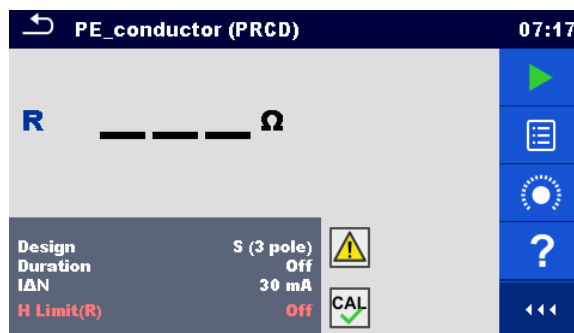 PE_conductor (PRCD) 07:17
R _ _ _ Ω
Design S (3 pole)
Duration Off
IΔN 30 mA
H Limit(R) Off
CAL
?